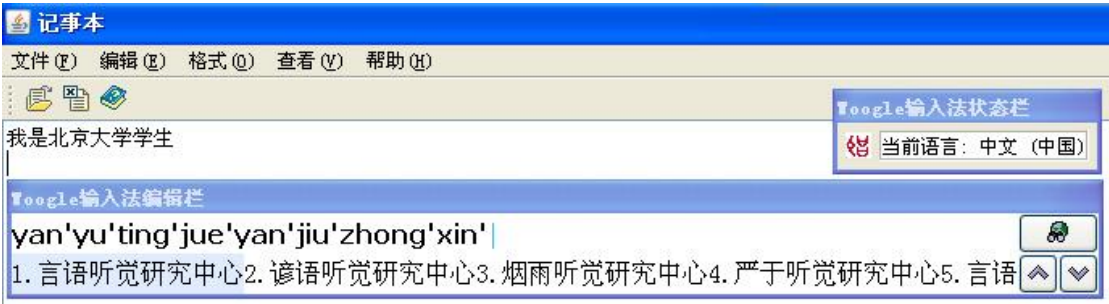 记事本
文件(F) 编辑(E) 格式(O) 查看(V) 帮助(H)
Woogle输入法状态栏
当前语言: 中文 (中国)
我是北京大学学生
Woogle输入法编辑栏
yan'yu'ting'jue'yan'jiu'zhong'xin'
1. 言语听觉研究中心2. 谚语听觉研究中心3. 烟雨听觉研究中心4. 严于听觉研究中心5. 言语